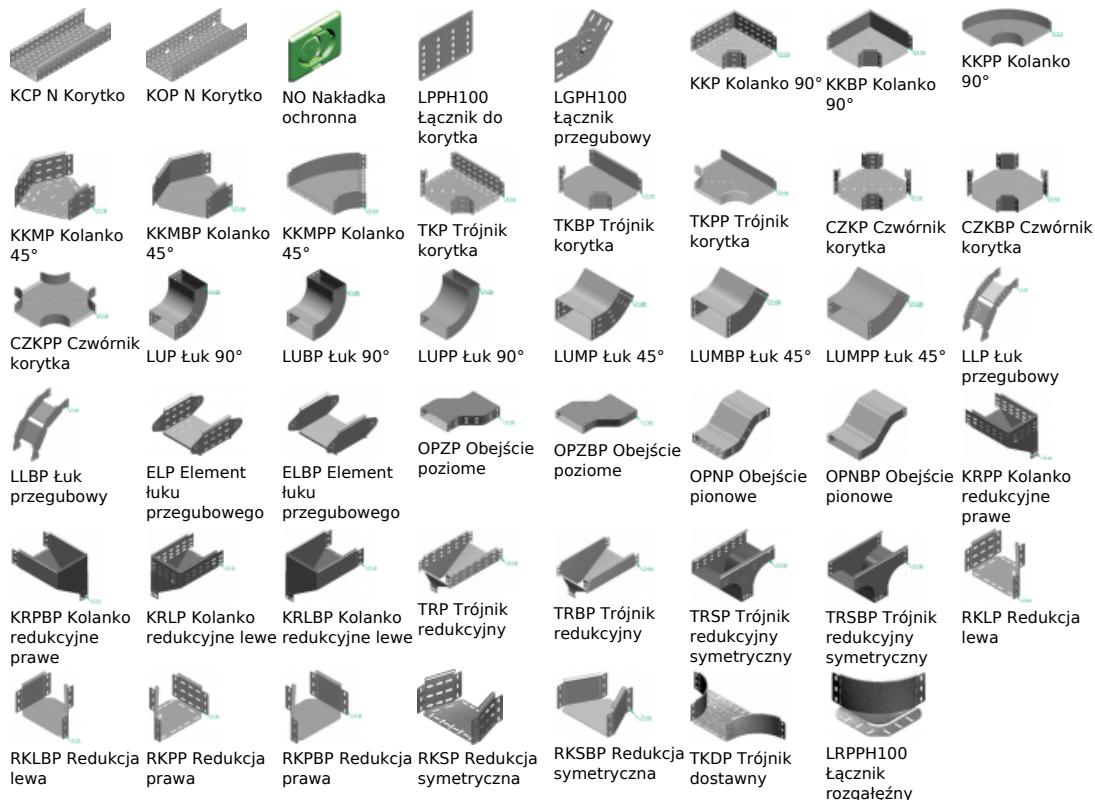 KCP N Korytko
KOP N Korytko
NO Nakładka
ochronna
LPPH100
Łącznik do
korytka
LGPH100
Łącznik
przegubowy
KKP Kolanko 90°
KKBP Kolanko
90°
KKPP Kolanko
90°
KKMP Kolanko
45°
KKMBP Kolanko
45°
KKMPP Kolanko
45°
TKP Trójnik
korytka
TKBP Trójnik
korytka
TKPP Trójnik
korytka
CZKP Czwórnik
korytka
CZKBP Czwórnik
korytka
CZKPP Czwórnik
korytka
LUP Łuk 90°
LUBP Łuk 90°
LUPP Łuk 90°
LUMP Łuk 45°
LUMBP Łuk 45°
LUMPP Łuk 45°
LLP Łuk
przegubowy
LLBP Łuk
przegubowy
ELP Element
łuku
przegubowego
ELBP Element
łuku
przegubowego
OPZP Obejście
poziome
OPZBP Obejście
poziome
OPNP Obejście
pionowe
OPNBP Obejście
pionowe
KRPP Kolanko
redukcyjne
prawe
KRPBP Kolanko
redukcyjne
prawe
KRLP Kolanko
redukcyjne lewe
KRLBP Kolanko
redukcyjne lewe
TRP Trójnik
redukcyjny
TRBP Trójnik
redukcyjny
TRSP Trójnik
redukcyjny
symetryczny
TRSBP Trójnik
redukcyjny
symetryczny
RKLP Redukcja
lewa
RKLBP Redukcja
lewa
RKPP Redukcja
prawa
RKPBP Redukcja
prawa
RKSP Redukcja
symetryczna
RKSBP Redukcja
symetryczna
TKDP Trójnik
dostawny
LRPPH100
Łącznik
rozgałęźny